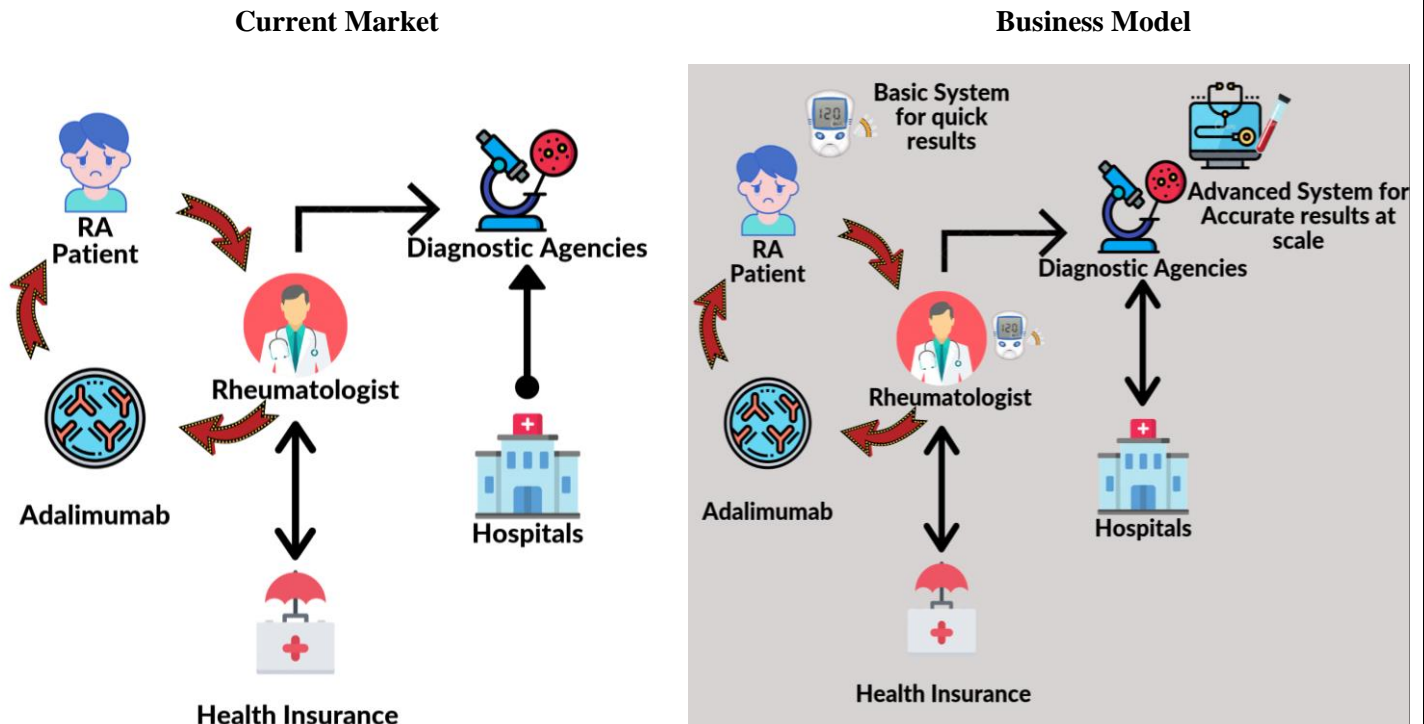 Current Market
RA
Patient
Diagnostic Agencies
Rheumatologist
Adalimumab
Hospitals
Health Insurance
Business Model
120
Basic System
for quick
results
RA
Patient
Advanced System for
Accurate results at
scale
Diagnostic Agencies
120
Rheumatologist
Adalimumab
Hospitals
Health Insurance